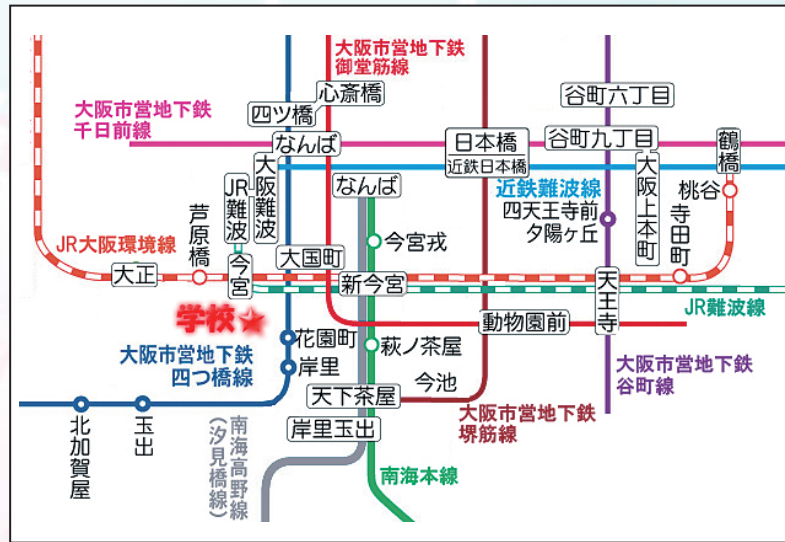 大阪市営地下鉄
御堂筋線
心斎橋
四ツ橋
谷町六丁目
大阪市営地下鉄
千日前線
なんば
日本橋
近鉄日本橋
谷町九丁目
鶴橋
大阪難波
JR難波
なんば
近鉄難波線
大阪上本町
桃谷
四天王寺前
夕陽ヶ丘
寺田町
芦原橋
JR大阪環境線
今宮戎
大正
今宮
大国町
新今宮
天王寺
JR難波線
学校★
動物園前
花園町
萩ノ茶屋
大阪市営地下鉄
四つ橋線
岸里
今池
大阪市営地下鉄
谷町線
天下茶屋
大阪市営地下鉄
堺筋線
岸里玉出
北加賀屋
玉出
南海高野線
(汐見橋線)
南海本線